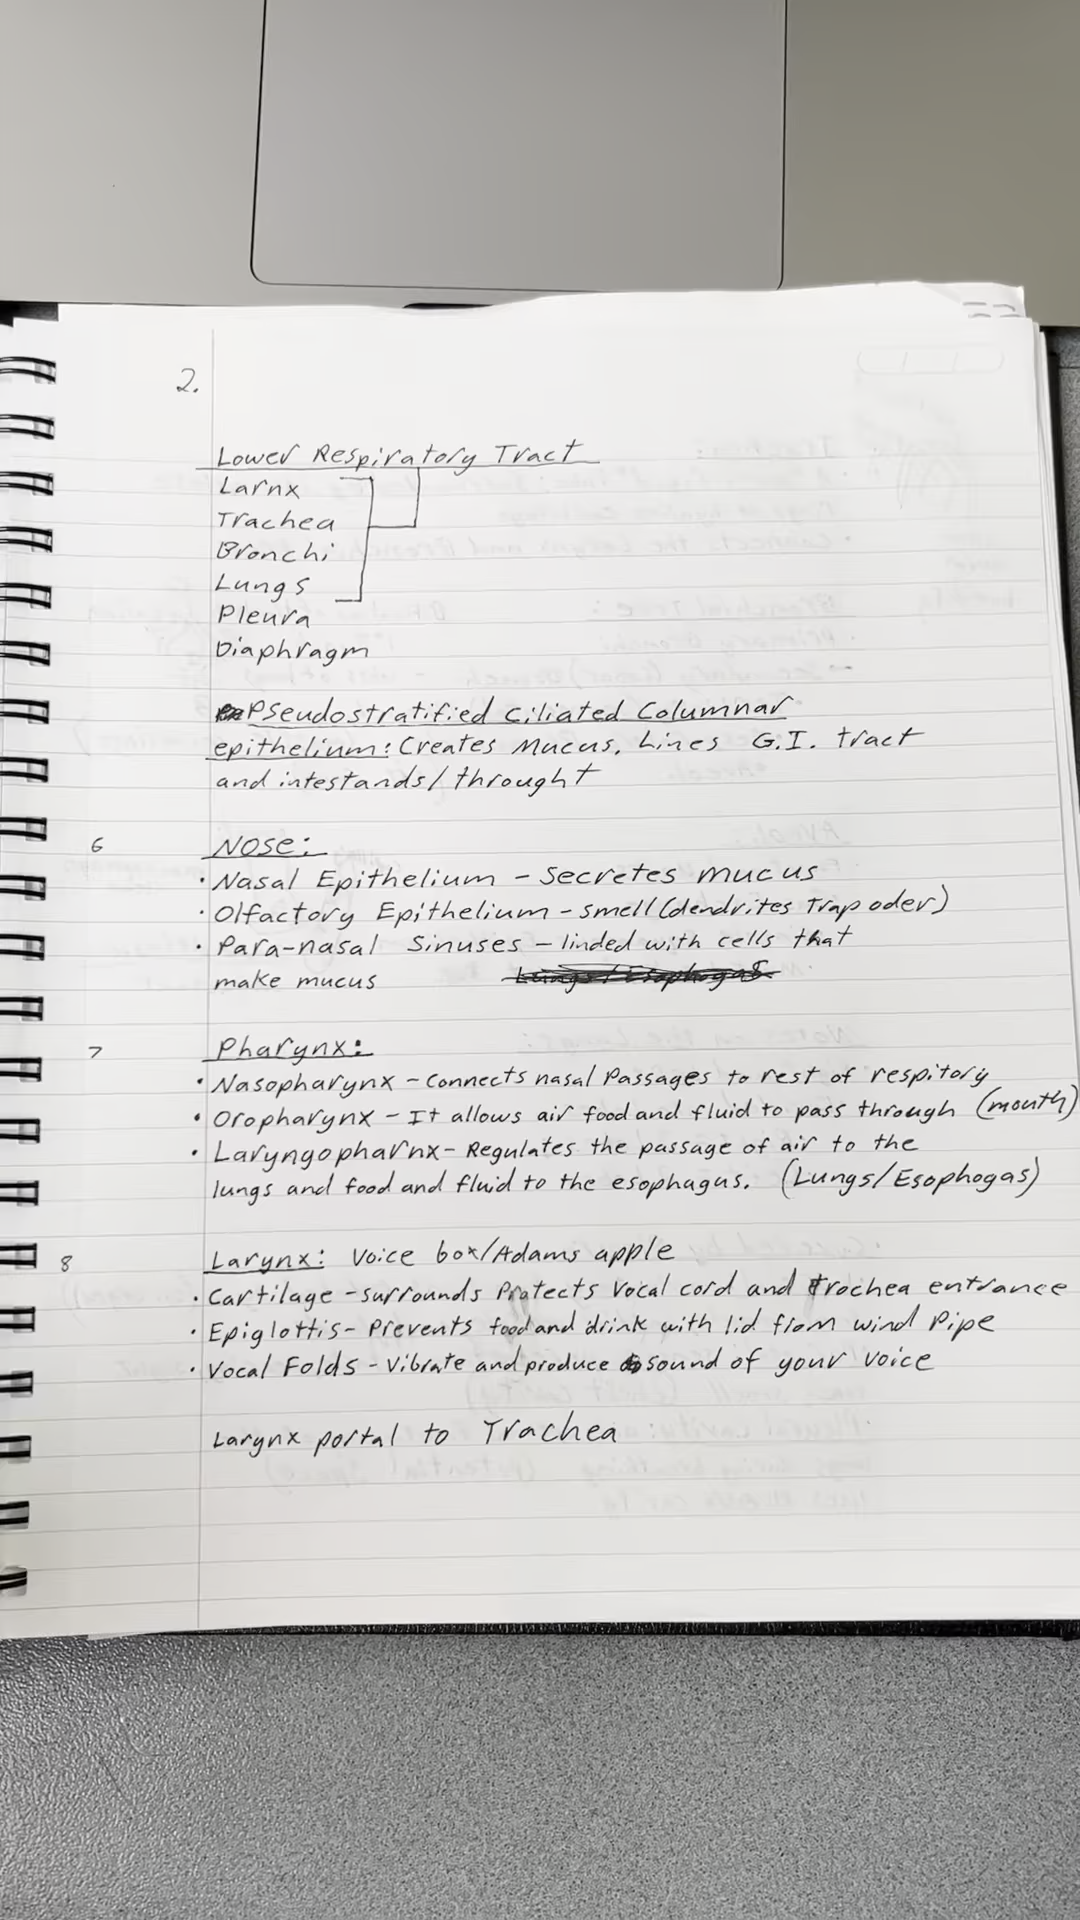 2.
Lower Respiratory Tract
Larnx
Trachea
Bronchi
Lungs
Pleura
Diaphragm
Pseudostratified Ciliated Columnar
epithelium: Creates Mucus. Lines G.I. tract
and intestands/throught
6 Nose:
· Nasal Epithelium - Secretes mucus
· Olfactory Epithelium - smell (dendrites Trap oder)
· Para-nasal Sinuses - linded with cells that
make mucus Lungs/Esophogas
7 Pharynx:
· Nasopharynx - Connects nasal Passages to rest of respitory
· Oropharynx - It allows air food and fluid to pass through (mouth)
· Laryngopharnx - Regulates the passage of air to the
lungs and food and fluid to the esophagus. (Lungs/Esophogas)
8 Larynx: Voice box/Adams apple
· Cartilage - surrounds Protects Vocal cord and trochea entrance
· Epiglottis - Prevents food and drink with lid from wind Pipe
· Vocal Folds - Vibrate and produce sound of your voice
Larynx portal to Trachea